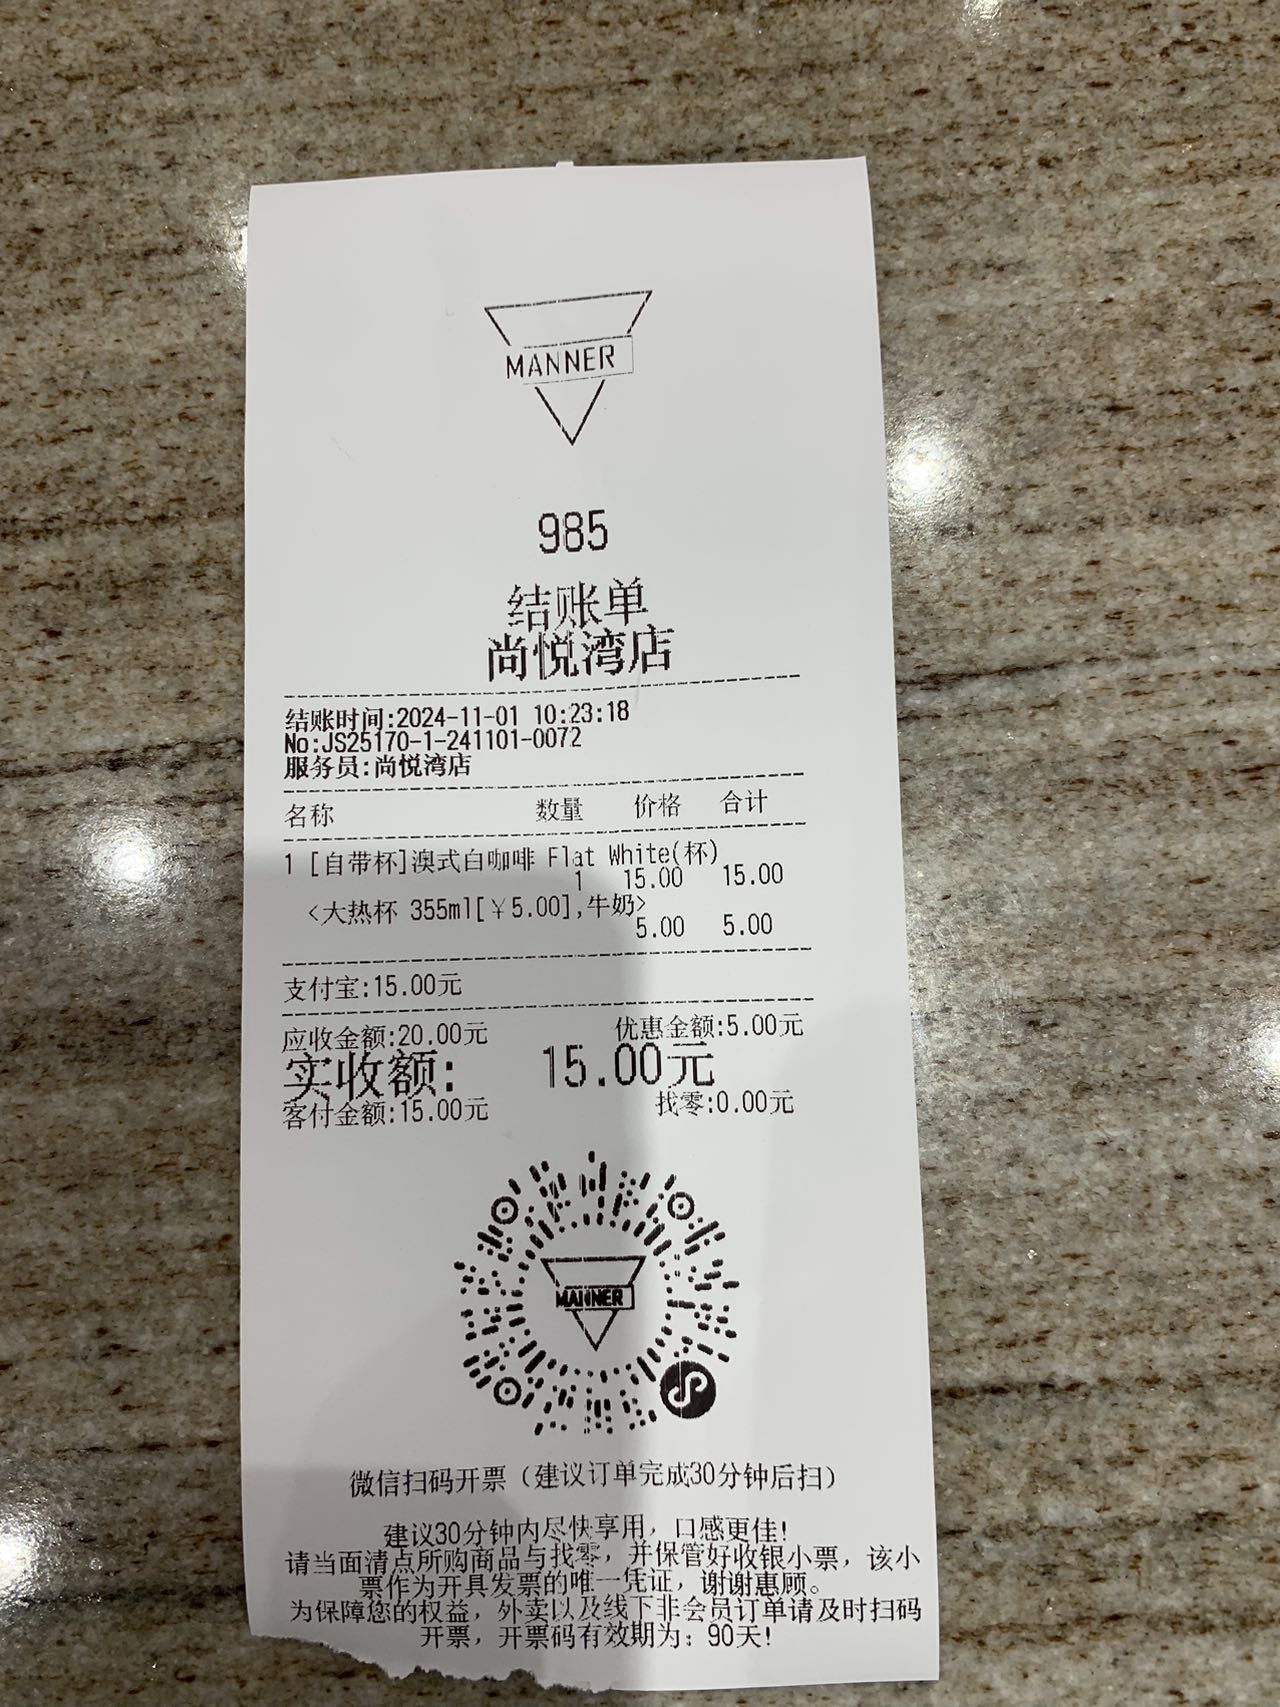 MANNER
985
结账单
尚悦湾店
结账时间:2024-11-01 10:23:18
No:JS25170-1-241101-0072
服务员:尚悦湾店
名称 数量 价格 合计
1 [自带杯]澳式白咖啡 Flat White(杯)
1 15.00 15.00
<大热杯 355ml[￥5.00],牛奶>
5.00 5.00
支付宝:15.00元
应收金额:20.00元 优惠金额:5.00元
实收额: 15.00元
客付金额:15.00元 找零:0.00元
MANNER
微信扫码开票（建议订单完成30分钟后扫）
建议30分钟内尽快享用，口感更佳!
请当面清点所购商品与找零，并保管好收银小票，该小
票作为开具发票的唯一凭证，谢谢惠顾。
为保障您的权益，外卖以及线下非会员订单请及时扫码
开票，开票码有效期为：90天!